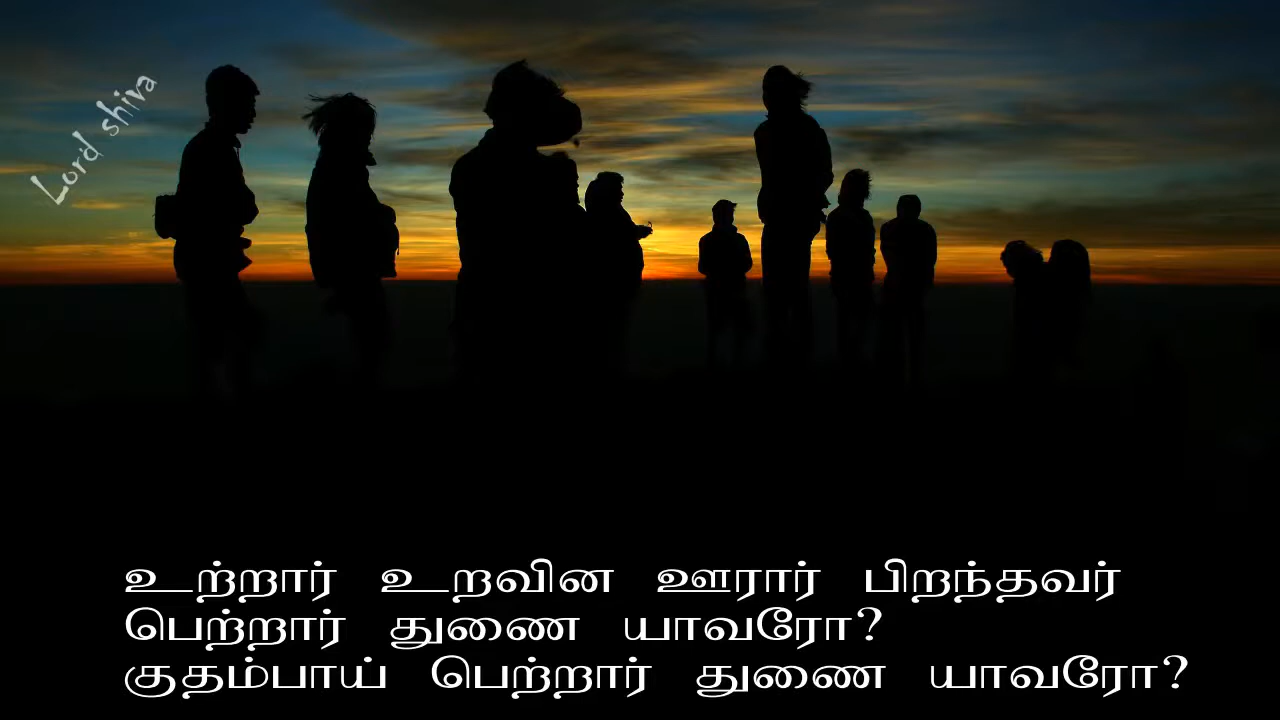 Lord shiva
உற்றார் உறவின ஊரார் பிறந்தவர்
பெற்றார் துணை யாவரோ?
குதம்பாய் பெற்றார் துணை யாவரோ?